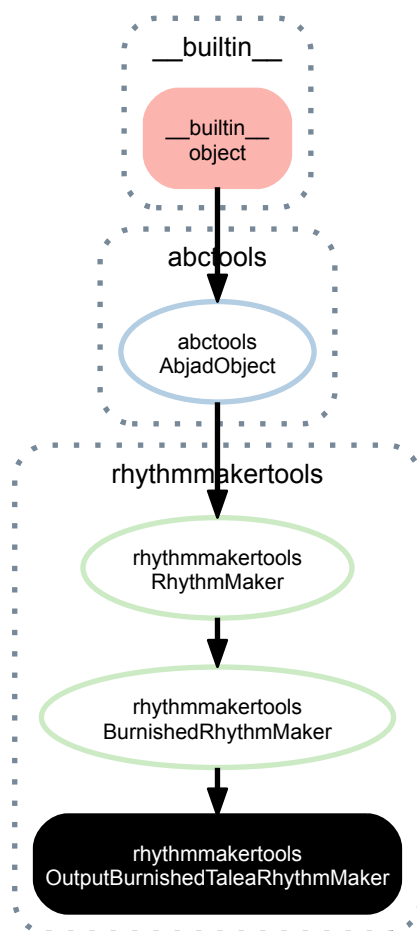 __builtin__
__builtin__
object
abctools
abctools
AbjadObject
rhythmmakertools
rhythmmakertools
RhythmMaker
rhythmmakertools
BurnishedRhythmMaker
rhythmmakertools
OutputBurnishedTaleaRhythmMaker